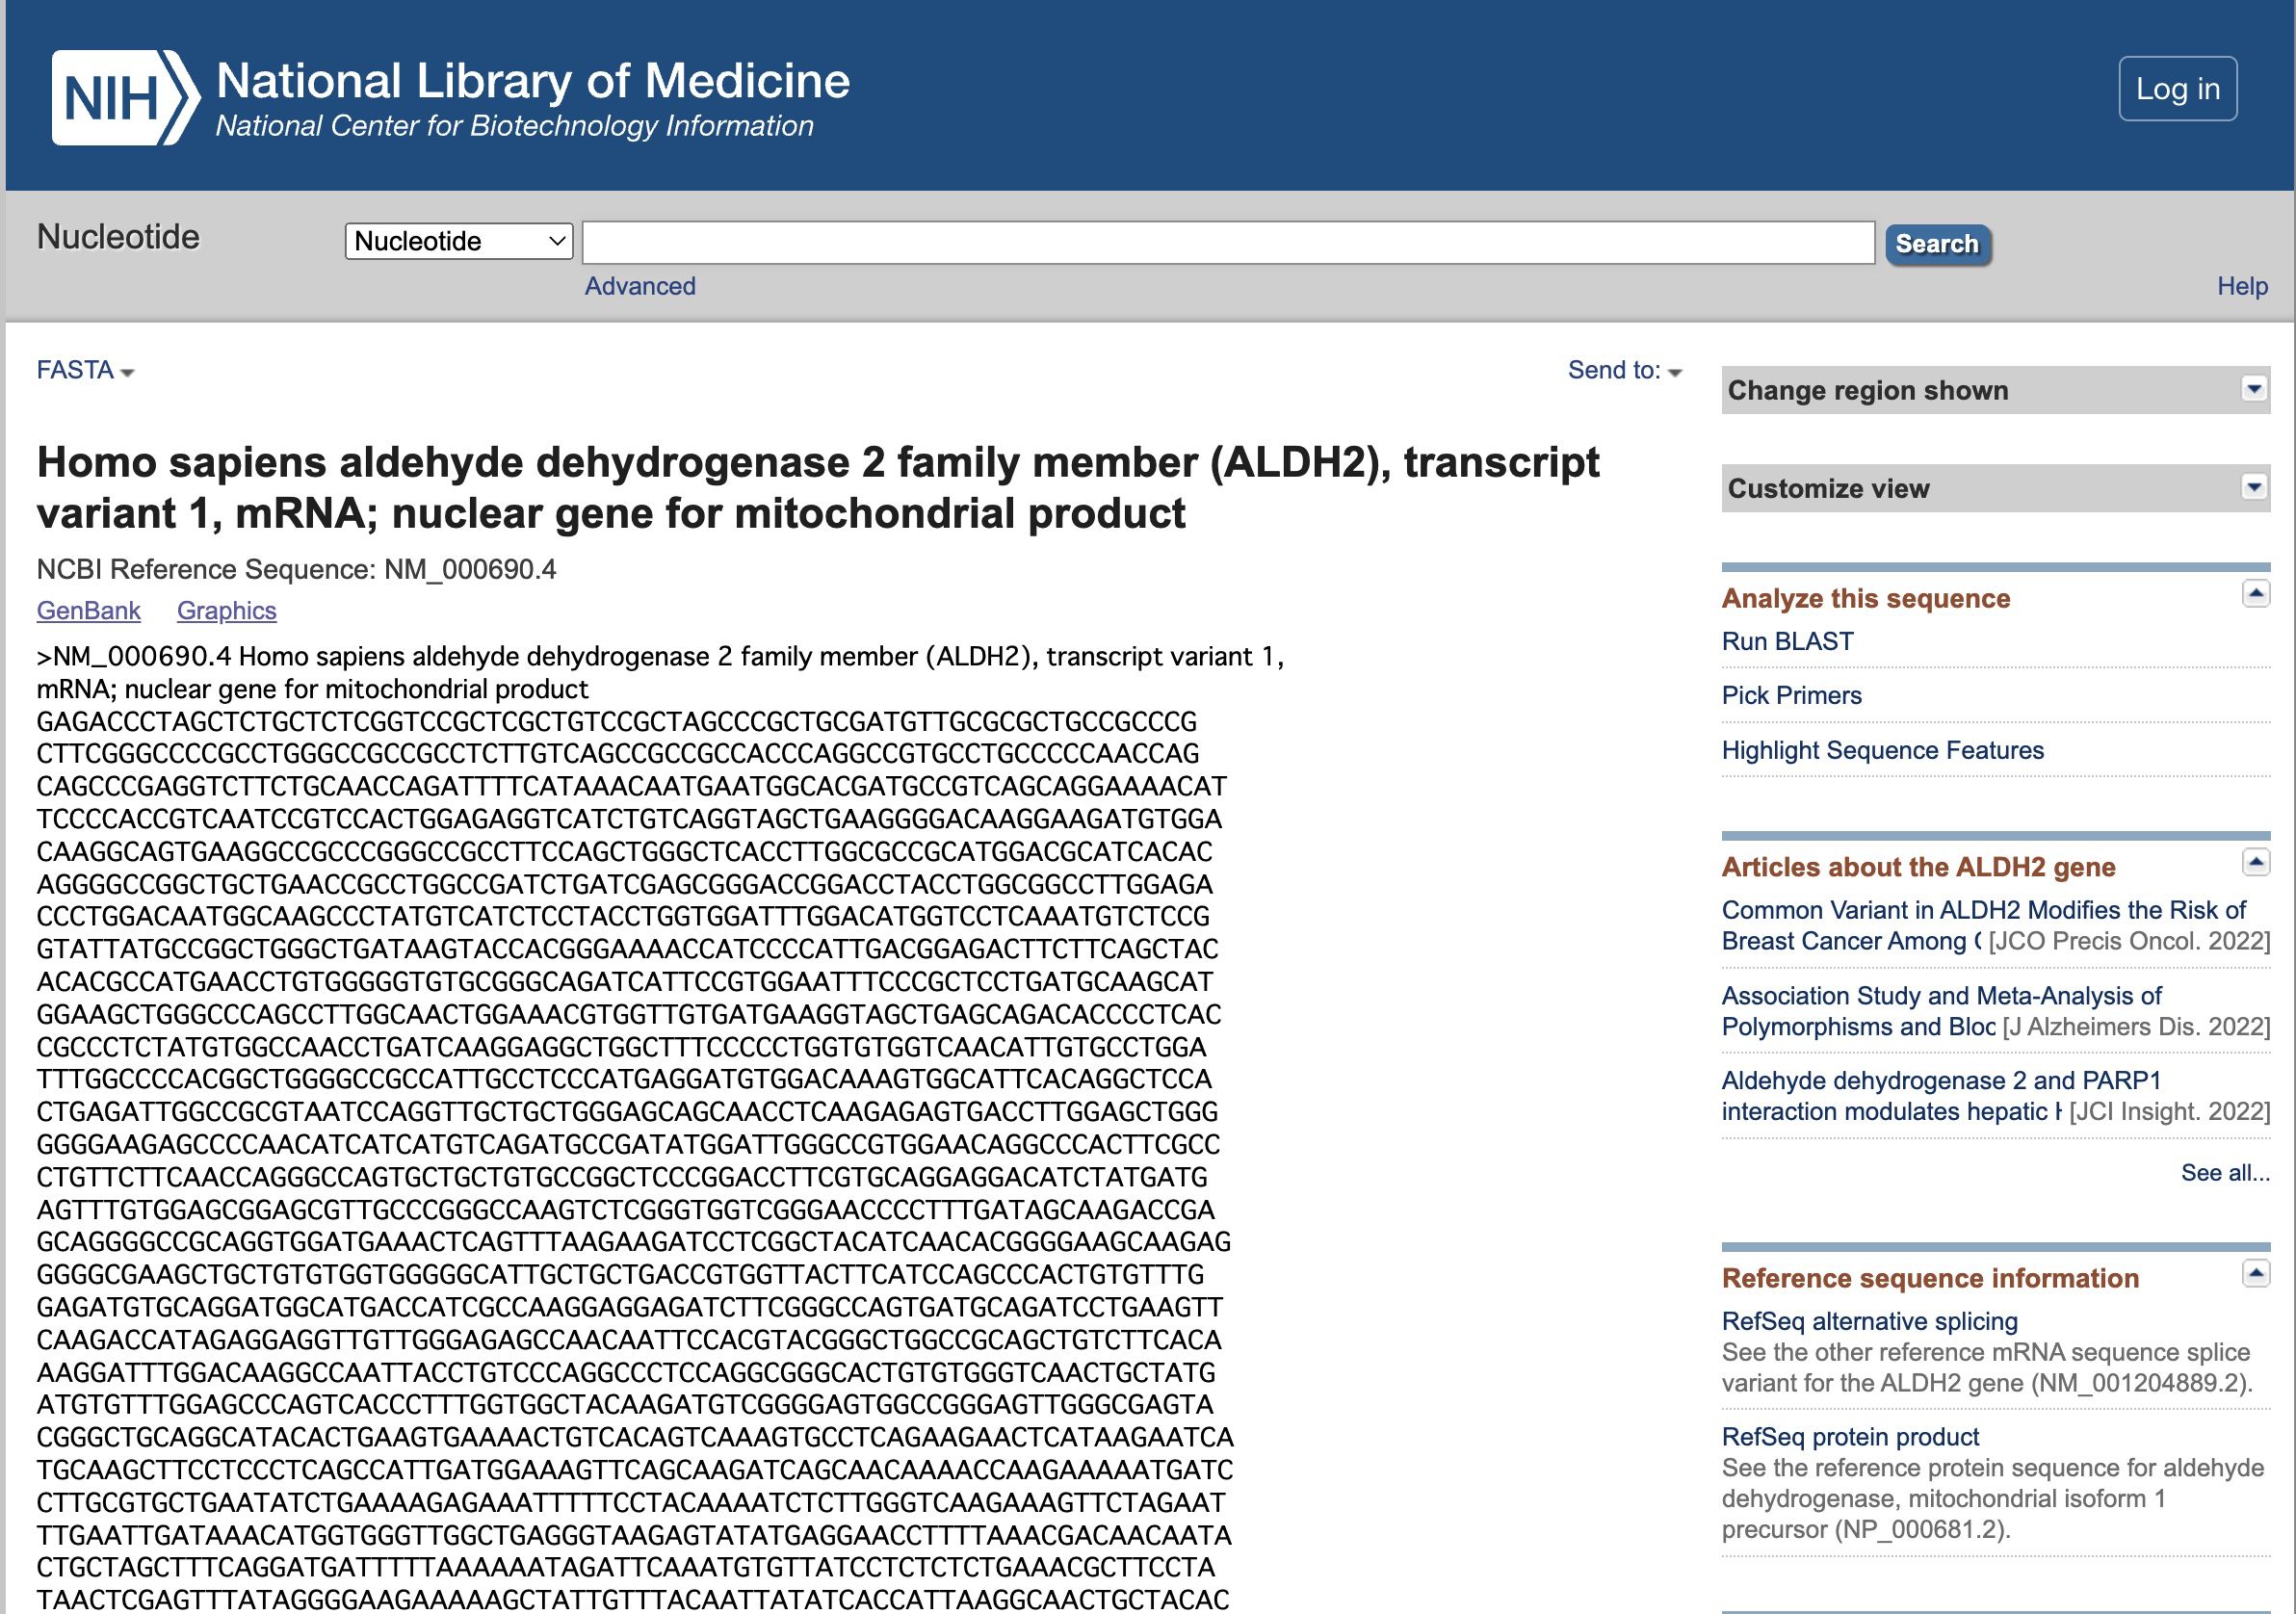 NIH National Library of Medicine
National Center for Biotechnology Information
Log in
Nucleotide
Nucleotide
Search
Advanced
Help
FASTA
Send to:
Homo sapiens aldehyde dehydrogenase 2 family member (ALDH2), transcript
variant 1, mRNA; nuclear gene for mitochondrial product
NCBI Reference Sequence: NM_000690.4
GenBank Graphics
>NM_000690.4 Homo sapiens aldehyde dehydrogenase 2 family member (ALDH2), transcript variant 1,
mRNA; nuclear gene for mitochondrial product
GAGACCCTAGCTCTGCTCTCGGTCCGCTCGCTGTCCGCTAGCCCGCTGCGATGTTGCGCGCTGCCGCCCG
CTTCGGGCCCCGCCTGGGCCGCCGCCTCTTGTCAGCCGCCGCCACCCAGGCCGTGCCTGCCCCCAACCAG
CAGCCCGAGGTCTTCTGCAACCAGATTTTCATAAACAATGAATGGCACGATGCCGTCAGCAGGAAAACAT
TCCCCACCGTCAATCCGTCCACTGGAGAGGTCATCTGTCAGGTAGCTGAAGGGGACAAGGAAGATGTGGA
CAAGGCAGTGAAGGCCGCCCGGGCCGCCTTCCAGCTGGGCTCACCTTGGCGCCGCATGGACGCATCACAC
AGGGGCCGGCTGCTGAACCGCCTGGCCGATCTGATCGAGCGGGACCGGACCTACCTGGCGGCCTTGGAGA
CCCTGGACAATGGCAAGCCCTATGTCATCTCCTACCTGGTGGATTTGGACATGGTCCTCAAATGTCTCCG
GTATTATGCCGGCTGGGCTGATAAGTACCACGGGAAAACCATCCCCATTGACGGAGACTTCTTCAGCTAC
ACACGCCATGAACCTGTGGGGGTGTGCGGGCAGATCATTCCGTGGAATTTCCCGCTCCTGATGCAAGCAT
GGAAGCTGGGCCCAGCCTTGGCAACTGGAAACGTGGTTGTGATGAAGGTAGCTGAGCAGACACCCCTCAC
CGCCCTCTATGTGGCCAACCTGATCAAGGAGGCTGGCTTTCCCCCTGGTGTGGTCAACATTGTGCCTGGA
TTTGGCCCCACGGCTGGGGCCGCCATTGCCTCCCATGAGGATGTGGACAAAGTGGCATTCACAGGCTCCA
CTGAGATTGGCCGCGTAATCCAGGTTGCTGCTGGGAGCAGCAACCTCAAGAGAGTGACCTTGGAGCTGGG
GGGGAAGAGCCCCAACATCATCATGTCAGATGCCGATATGGATTGGGCCGTGGAACAGGCCCACTTCGCC
CTGTTCTTCAACCAGGGCCAGTGCTGCTGTGCCGGCTCCCGGACCTTCGTGCAGGAGGACATCTATGATG
AGTTTGTGGAGCGGAGCGTTGCCCGGGCCAAGTCTCGGGTGGTCGGGAACCCCTTTGATAGCAAGACCGA
GCAGGGGCCGCAGGTGGATGAAACTCAGTTTAAGAAGATCCTCGGCTACATCAACACGGGGAAGCAAGAG
GGGGCGAAGCTGCTGTGTGGTGGGGGCATTGCTGCTGACCGTGGTTACTTCATCCAGCCCACTGTGTTTG
GAGATGTGCAGGATGGCATGACCATCGCCAAGGAGGAGATCTTCGGGCCAGTGATGCAGATCCTGAAGTT
CAAGACCATAGAGGAGGTTGTTGGGAGAGCCAACAATTCCACGTACGGGCTGGCCGCAGCTGTCTTCACA
AAGGATTTGGACAAGGCCAATTACCTGTCCCAGGCCCTCCAGGCGGGCACTGTGTGGGTCAACTGCTATG
ATGTGTTTGGAGCCCAGTCACCCTTTGGTGGCTACAAGATGTCGGGGAGTGGCCGGGAGTTGGGCGAGTA
CGGGCTGCAGGCATACACTGAAGTGAAAACTGTCACAGTCAAAGTGCCTCAGAAGAACTCATAAGAATCA
TGCAAGCTTCCTCCCTCAGCCATTGATGGAAAGTTCAGCAAGATCAGCAACAAAACCAAGAAAAATGATC
CTTGCGTGCTGAATATCTGAAAAGAGAAATTTTTCCTACAAAATCTCTTGGGTCAAGAAAGTTCTAGAAT
TTGAATTGATAAACATGGTGGGTTGGCTGAGGGTAAGAGTATATGAGGAACCTTTTAAACGACAACAATA
CTGCTAGCTTTCAGGATGATTTTTAAAAAATAGATTCAAATGTGTTATCCTCTCTCTGAAACGCTTCCTA
TAACTCGAGTTTATAGGGGAAGAAAAAGCTATTGTTTACAATTATATCACCATTAAGGCAACTGCTACAC
Change region shown
Customize view
Analyze this sequence
Run BLAST
Pick Primers
Highlight Sequence Features
Articles about the ALDH2 gene
Common Variant in ALDH2 Modifies the Risk of
Breast Cancer Among [JCO Precis Oncol. 2022]
Association Study and Meta-Analysis of
Polymorphisms and Bloc [J Alzheimers Dis. 2022]
Aldehyde dehydrogenase 2 and PARP1
interaction modulates hepatic [JCI Insight. 2022]
See all...
Reference sequence information
RefSeq alternative splicing
See the other reference mRNA sequence splice
variant for the ALDH2 gene (NM_001204889.2).
RefSeq protein product
See the reference protein sequence for aldehyde
dehydrogenase, mitochondrial isoform 1
precursor (NP_000681.2).